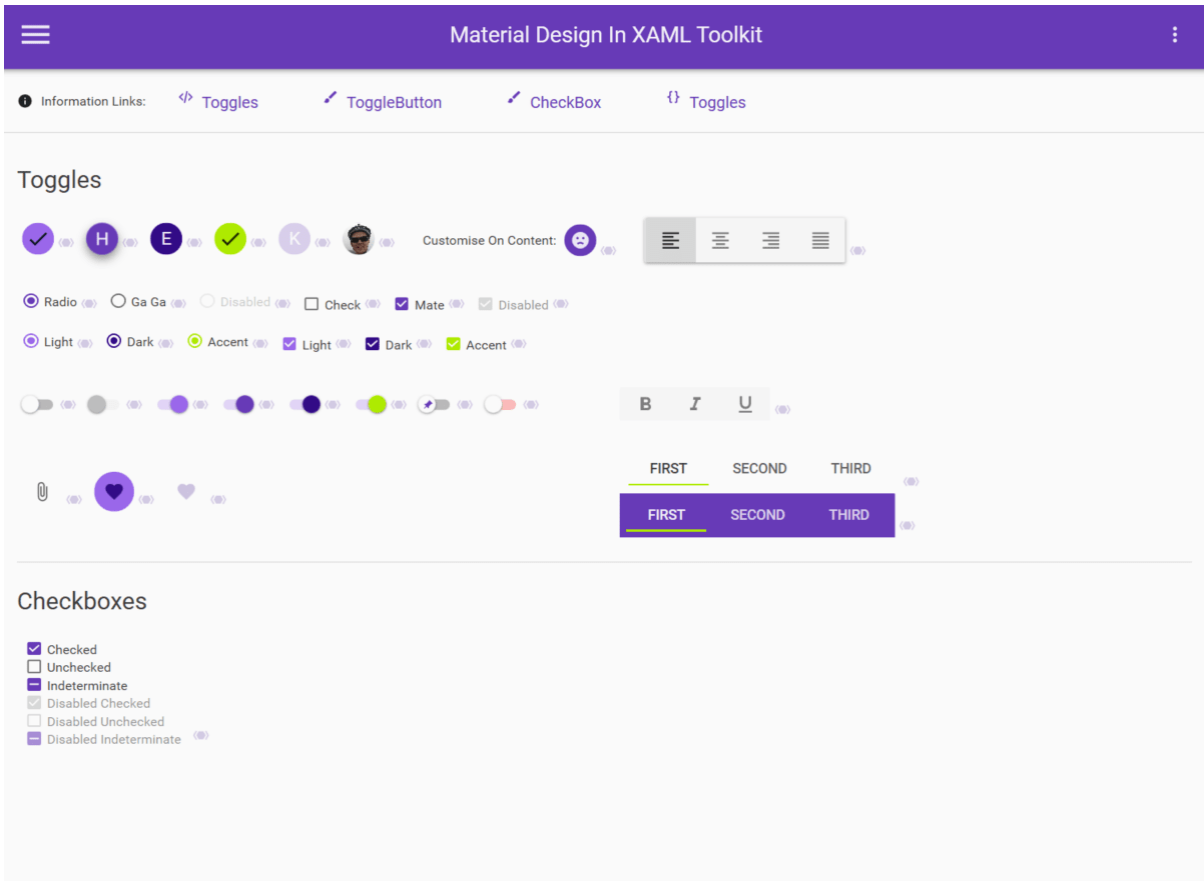 Material Design In XAML Toolkit
Information Links: Toggles ToggleButton CheckBox Toggles
Toggles
H E K Customise On Content:
Radio Ga Ga Disabled Check Mate Disabled
Light Dark Accent Light Dark Accent
B I U
FIRST SECOND THIRD
FIRST SECOND THIRD
Checkboxes
Checked
Unchecked
Indeterminate
Disabled Checked
Disabled Unchecked
Disabled Indeterminate